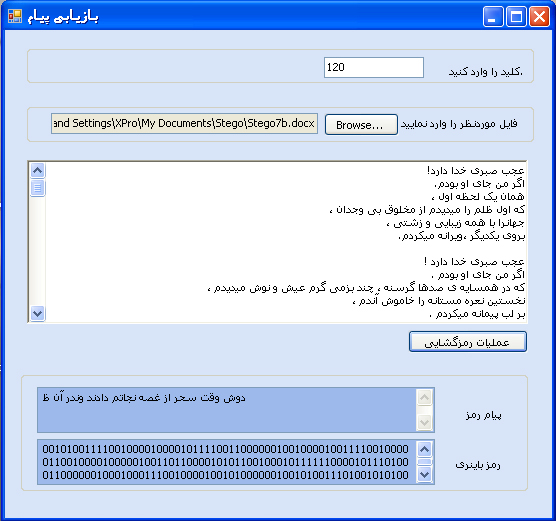 بازیابی پیام
کلید را وارد کنید.
120
فایل موردنظر را وارد نمایید
Browse...
and Settings\XPro\My Documents\Stego\Stego7b.docx
عجب صبری خدا دارد!
اگر من جای او بودم.
همان یک لحظه اول ،
که اول ظلم را میدیدم از مخلوق بی وجدان ،
جهانرا با همه زیبایی و زشتی ،
بروی یکدیگر ،ویرانه میکردم.
عجب صبری خدا دارد !
اگر من جای او بودم .
که در همسایه ی صدها گرسنه ، چند بزمی گرم عیش و نوش میدیدم ،
نخستین نعره مستانه را خاموش آندم ،
بر لب پیمانه میکردم .
عملیات رمزگشایی
پیام رمز
دوش وقت سحر از غصه نجاتم دادند وندر آن ظ
رمز باینری
0010100111100100001000010111100110000001001000010011110010000
0110010000100000100110110000101011001000101111110000101110100
0110000001000100011100100001001010000001001010011101001010100